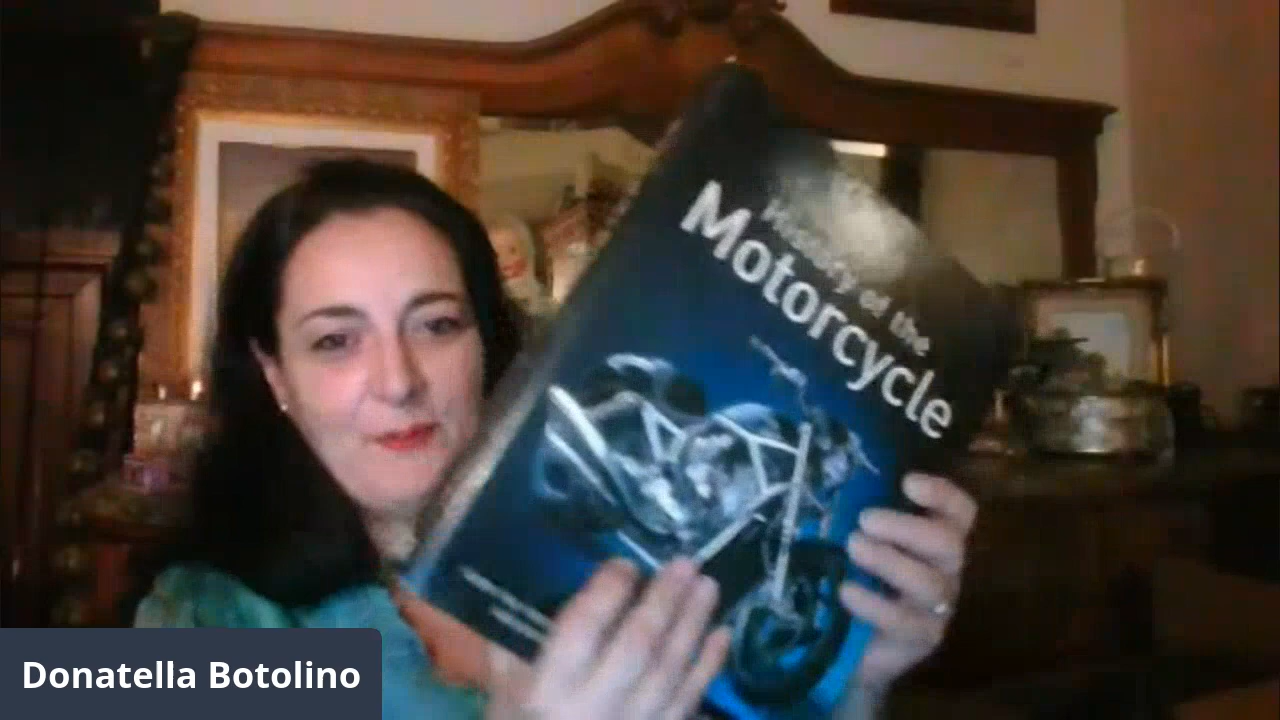 History of the
Motorcycle
Donatella Botolino